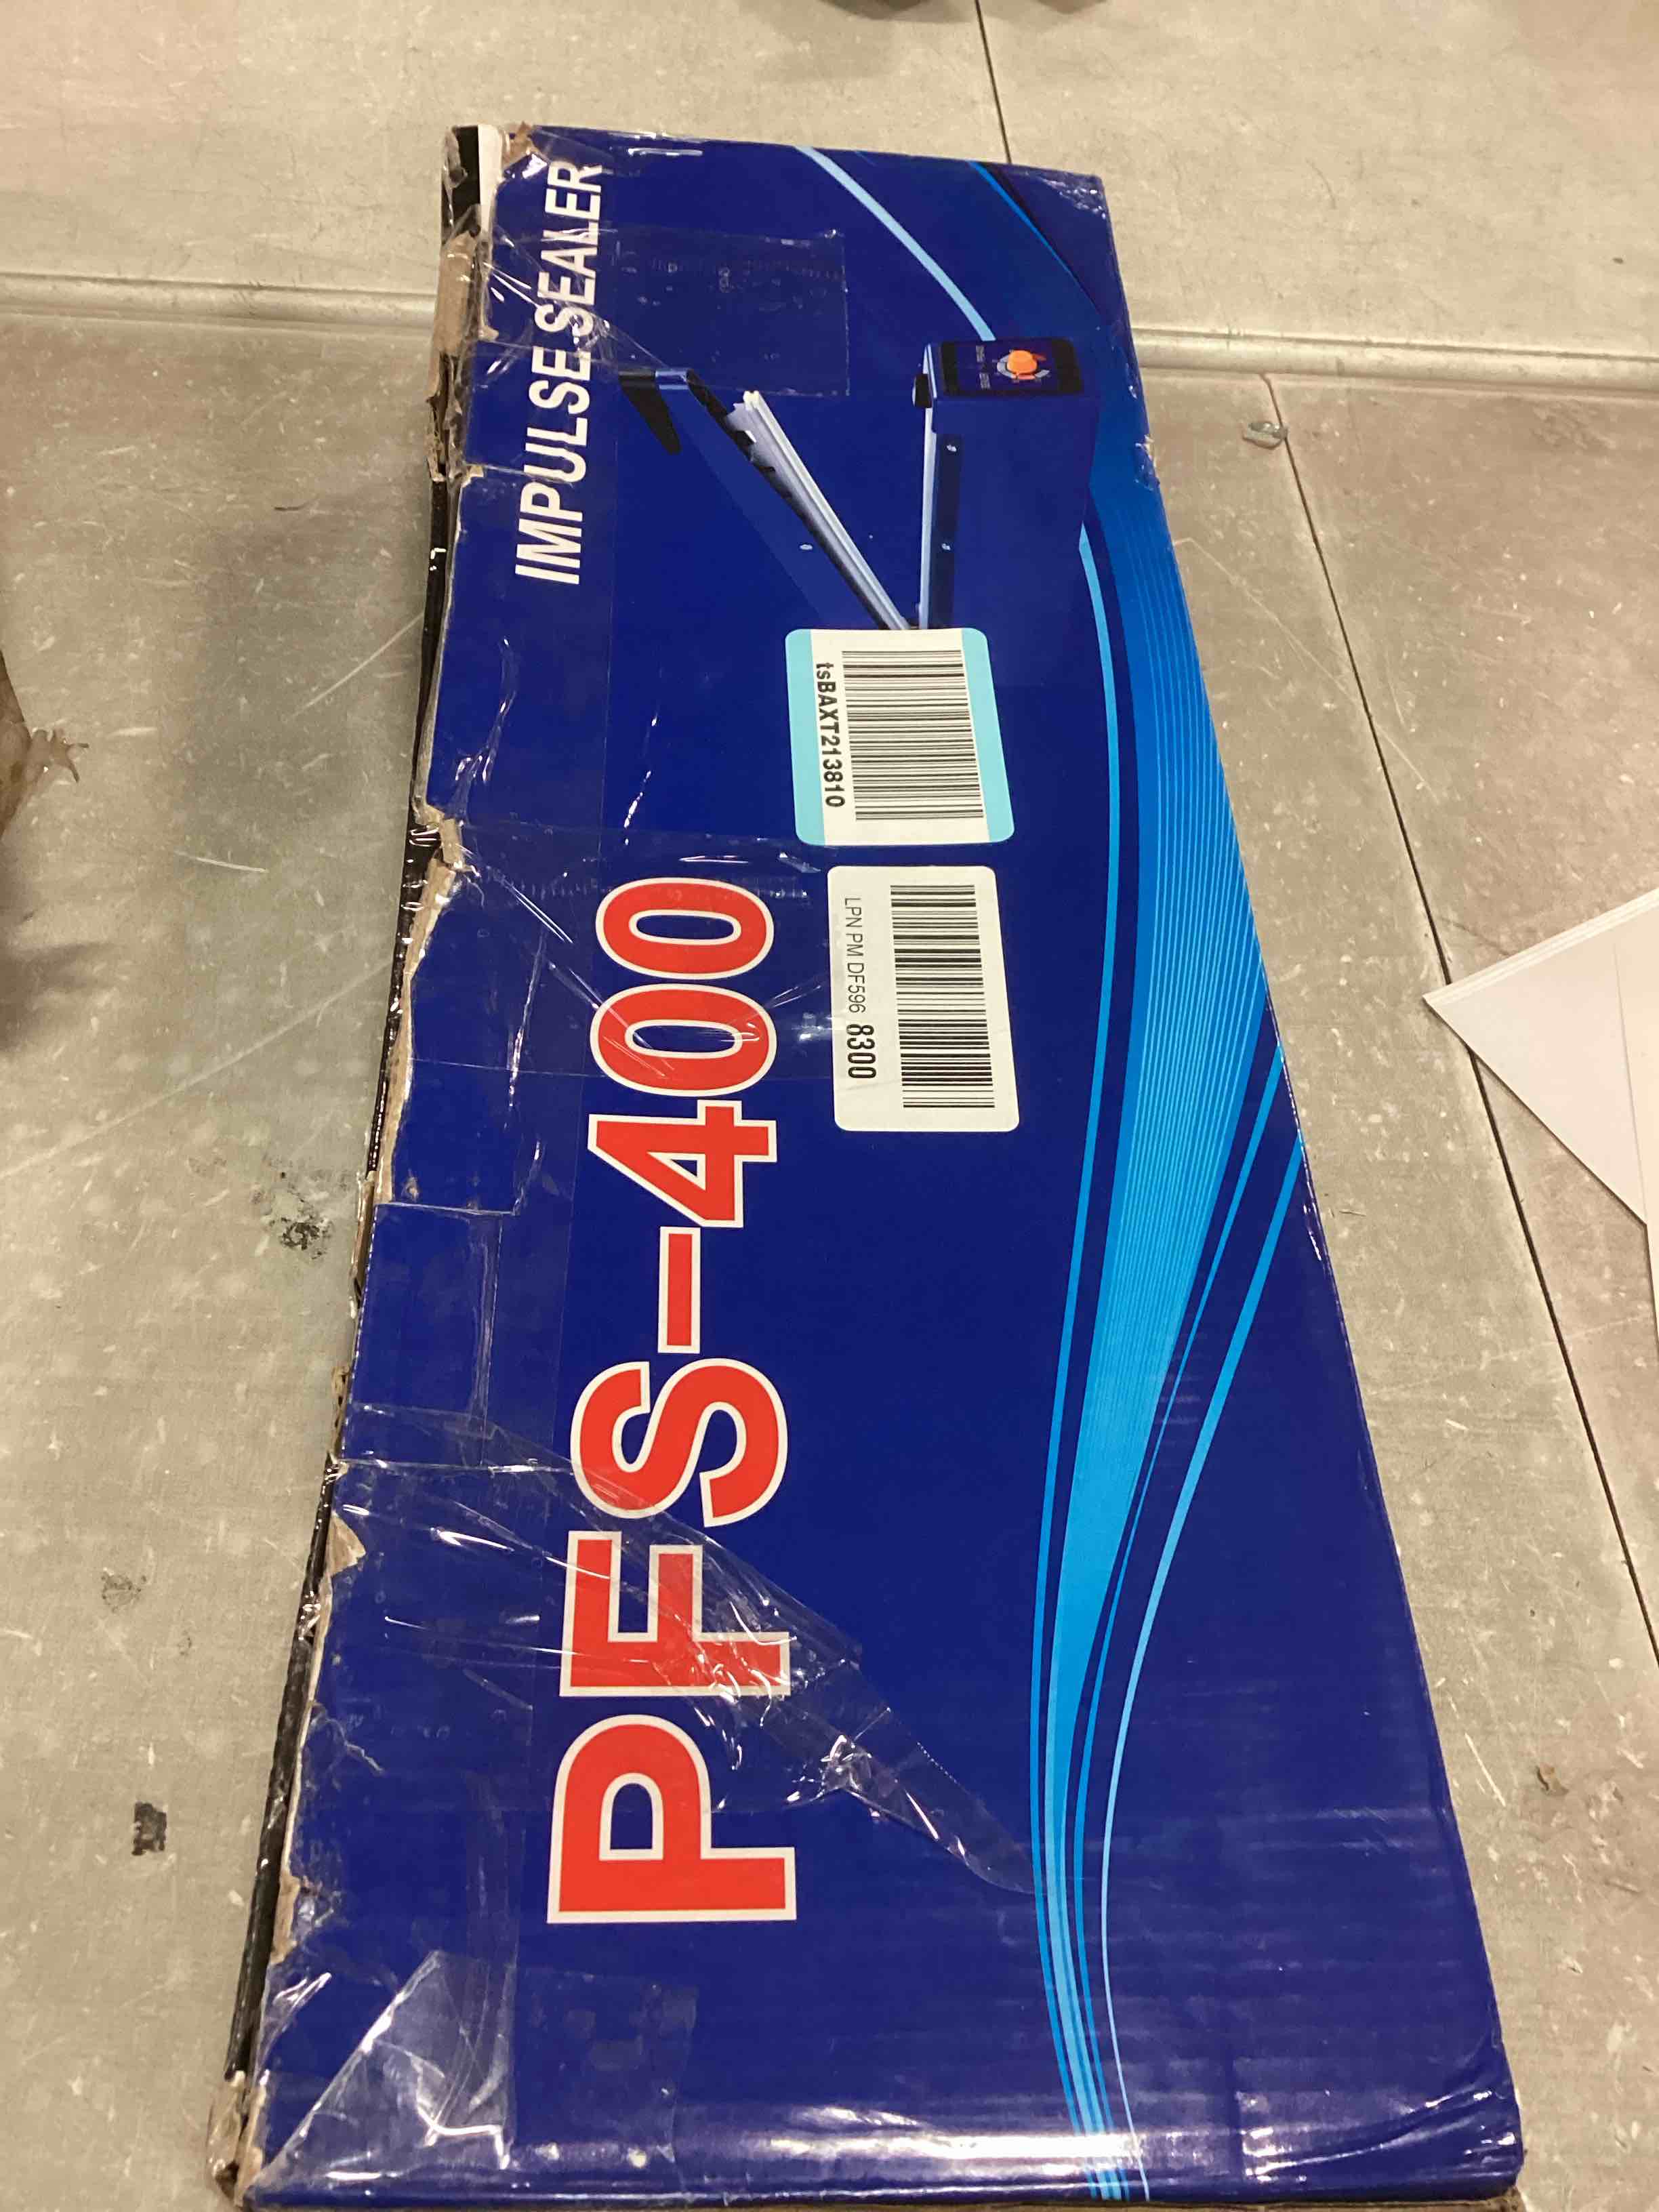 IMPULSE SEALER
PFS-400
tsBAXT213810
LPN PM DF596 8300